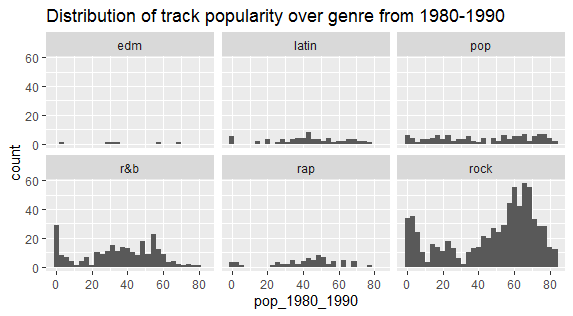 Distribution of track popularity over genre from 1980-1990
edm latin pop
60
40
20
0
r&b rap rock
60
40
20
0
count
0 20 40 60 80 0 20 40 60 80 0 20 40 60 80
pop_1980_1990